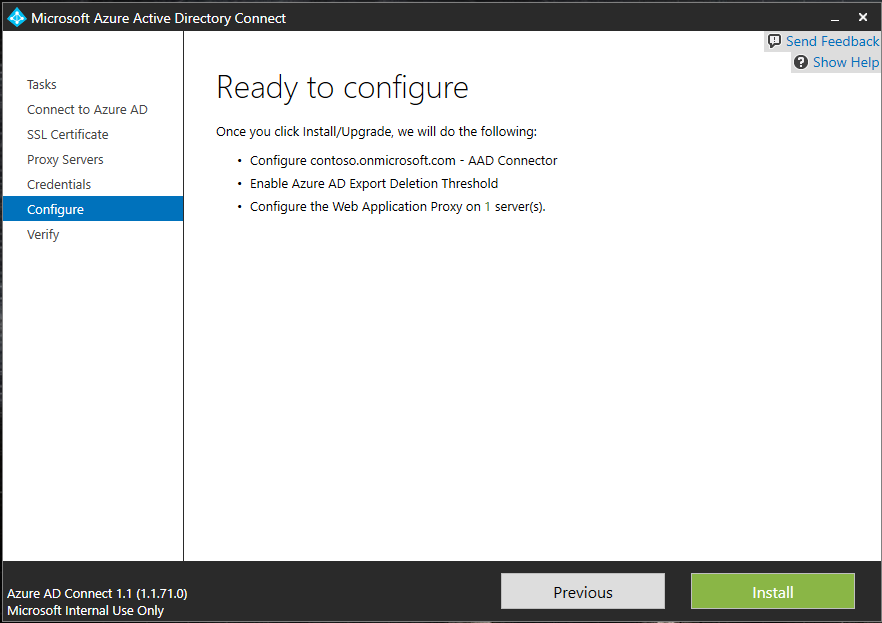 Microsoft Azure Active Directory Connect
Send Feedback
Show Help
Tasks
Connect to Azure AD
SSL Certificate
Proxy Servers
Credentials
Configure
Verify
Ready to configure
Once you click Install/Upgrade, we will do the following:
• Configure contoso.onmicrosoft.com - AAD Connector
• Enable Azure AD Export Deletion Threshold
• Configure the Web Application Proxy on 1 server(s).
Azure AD Connect 1.1 (1.1.71.0)
Microsoft Internal Use Only
Previous
Install